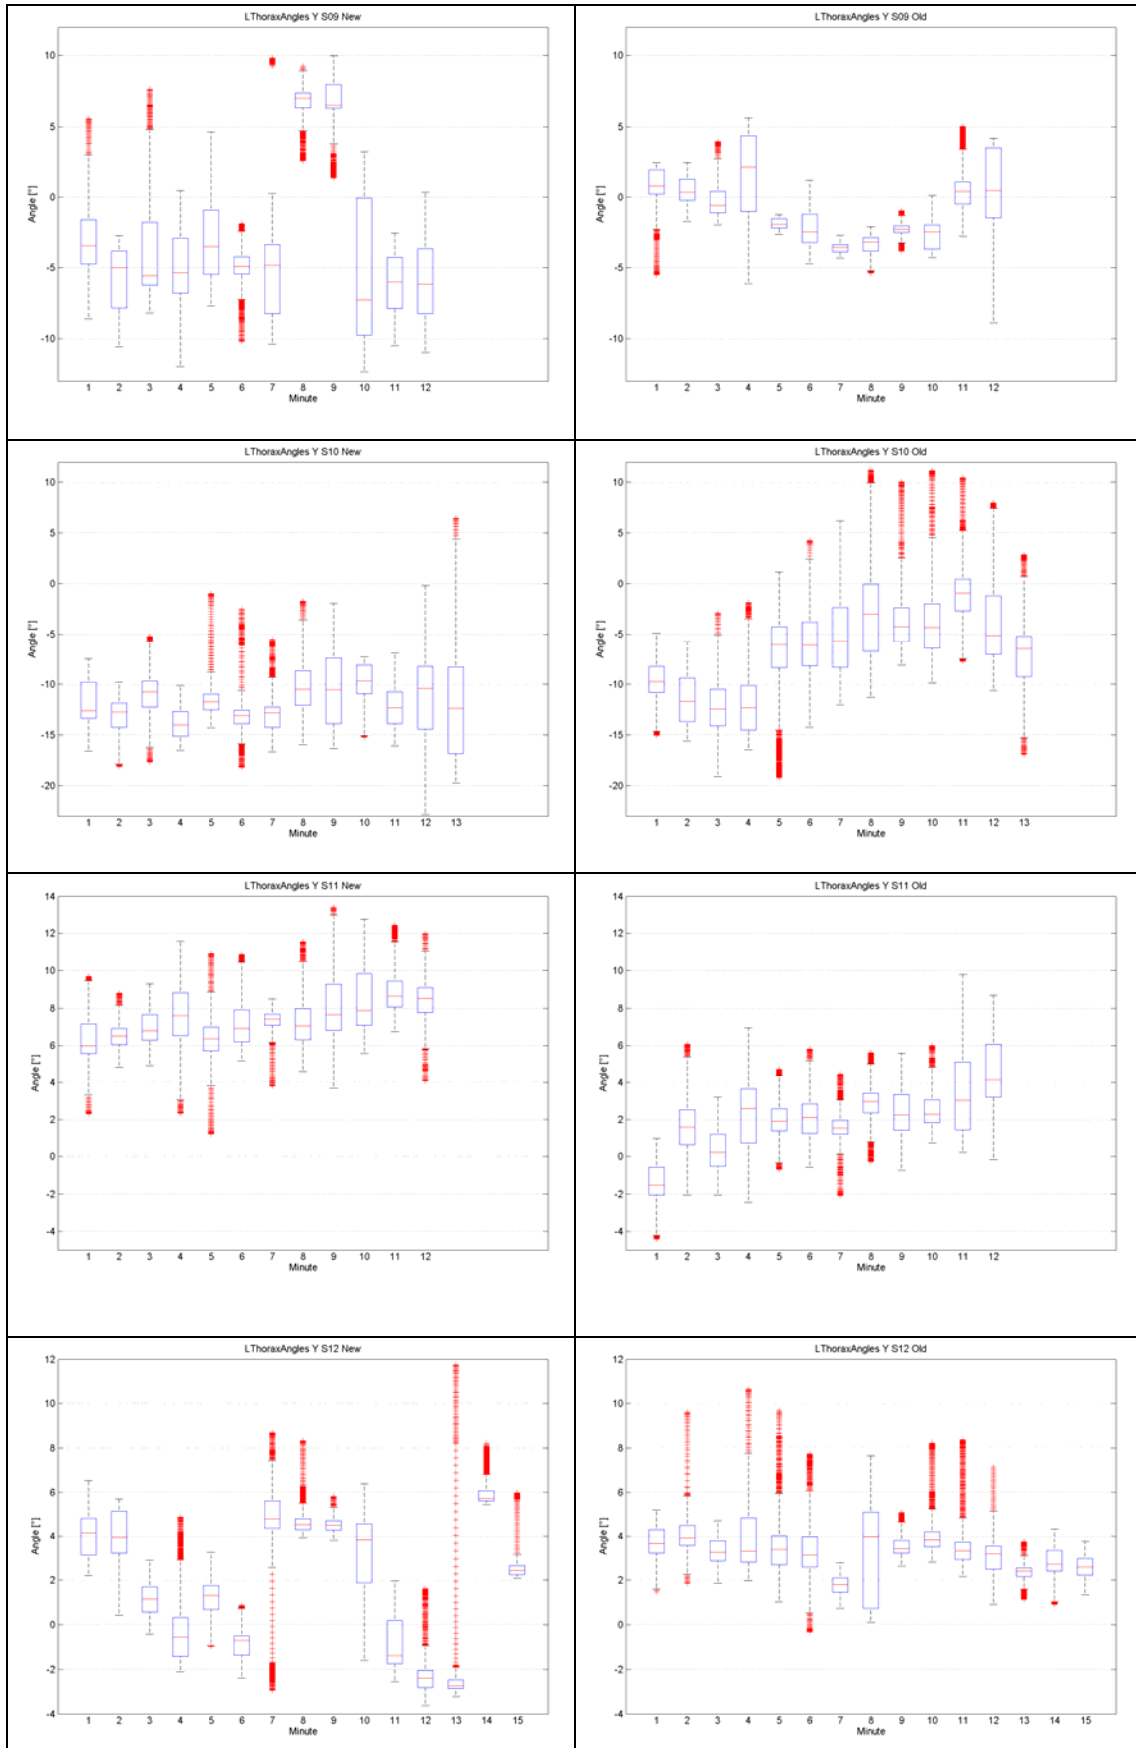 LThoraxAngles Y S09 New
10
5
0
-5
-10
Angle [°]
1 2 3 4 5 6 7 8 9 10 11 12
Minute
LThoraxAngles Y S09 Old
10
5
0
-5
-10
Angle [°]
1 2 3 4 5 6 7 8 9 10 11 12
Minute
LThoraxAngles Y S10 New
10
5
0
-5
-10
-15
-20
Angle [°]
1 2 3 4 5 6 7 8 9 10 11 12 13
Minute
LThoraxAngles Y S10 Old
10
5
0
-5
-10
-15
-20
Angle [°]
1 2 3 4 5 6 7 8 9 10 11 12 13
Minute
LThoraxAngles Y S11 New
14
12
10
8
6
4
2
0
-2
-4
Angle [°]
1 2 3 4 5 6 7 8 9 10 11 12
Minute
LThoraxAngles Y S11 Old
14
12
10
8
6
4
2
0
-2
-4
Angle [°]
1 2 3 4 5 6 7 8 9 10 11 12
Minute
LThoraxAngles Y S12 New
12
10
8
6
4
2
0
-2
-4
Angle [°]
1 2 3 4 5 6 7 8 9 10 11 12 13 14 15
Minute
LThoraxAngles Y S12 Old
12
10
8
6
4
2
0
-2
-4
Angle [°]
1 2 3 4 5 6 7 8 9 10 11 12 13 14 15
Minute